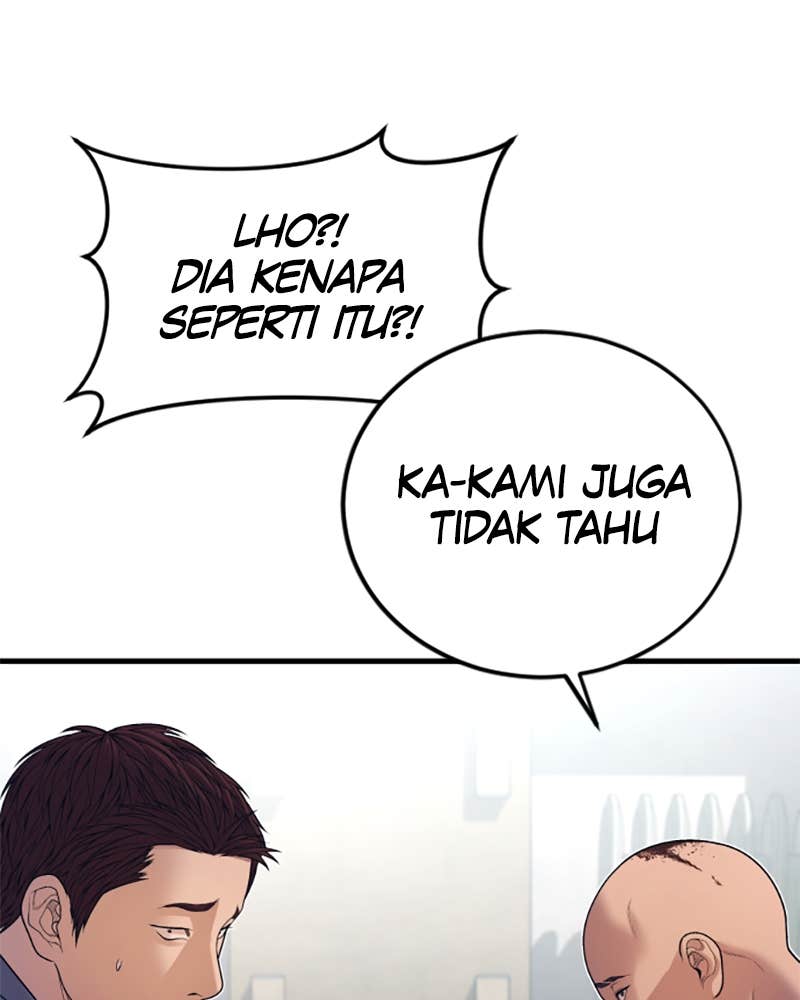 LHO?!
DIA KENAPA
SEPERTI ITU?!
KA-KAMI JUGA
TIDAK TAHU